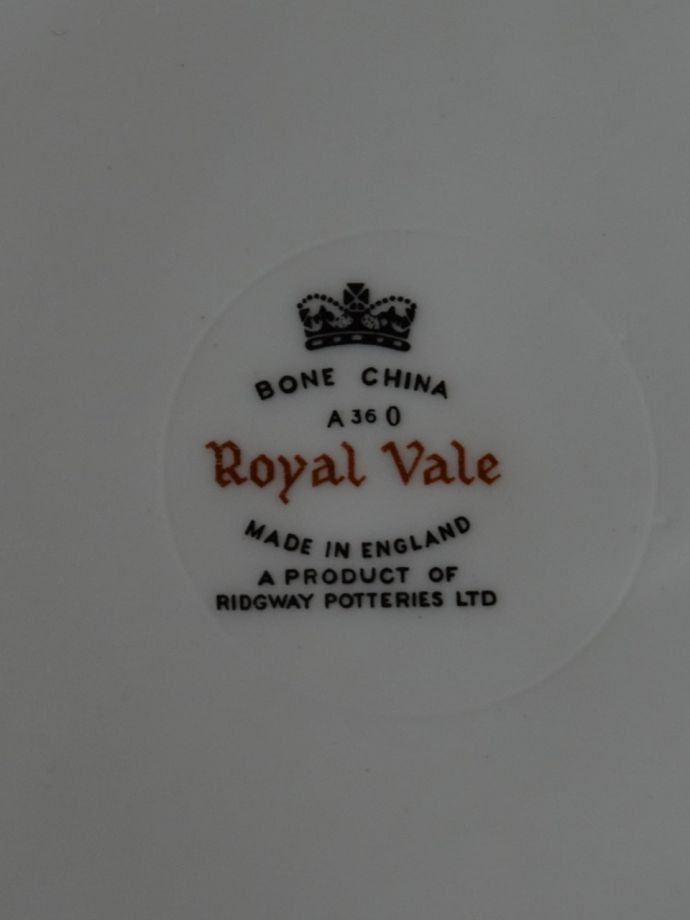 BONE CHINA
A 36 0
Royal Vale
MADE IN ENGLAND
A PRODUCT OF
RIDGWAY POTTERIES LTD